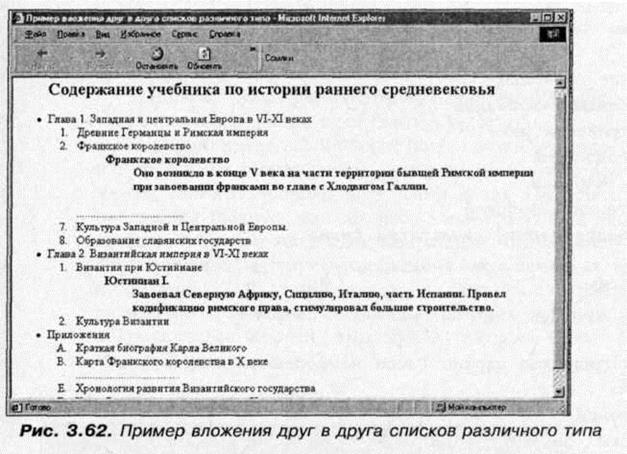 Пример вложения друг в друга списков различного типа - Microsoft Internet Explorer
Файл Правка Вид Избранное Сервис Справка
Остановить Обновить » Ссылки
Содержание учебника по истории раннего средневековья
• Глава 1. Западная и центральная Европа в VI-XI веках
1. Древние Германцы и Римская империя
2. Франкское королевство
Франкское королевство
Оно возникло в конце V века на части территории бывшей Римской империи
при завоевании франками во главе с Хлодвигом Галлии.
..............................
7. Культура Западной и Центральной Европы.
8. Образование славянских государств
• Глава 2. Византийская империя в VI-XI веках
1. Византия при Юстиниане
Юстиниан I.
Завоевал Северную Африку, Сицилию, Италию, часть Испании. Провел
кодификацию римского права, стимулировал большое строительство.
2. Культура Византии
• Приложения
A. Краткая биография Карла Великого
B. Карта Франкского королевства в X веке
..............................
E. Хронология развития Византийского государства
Готово
Мой компьютер
Рис. 3.62. Пример вложения друг в друга списков различного типа